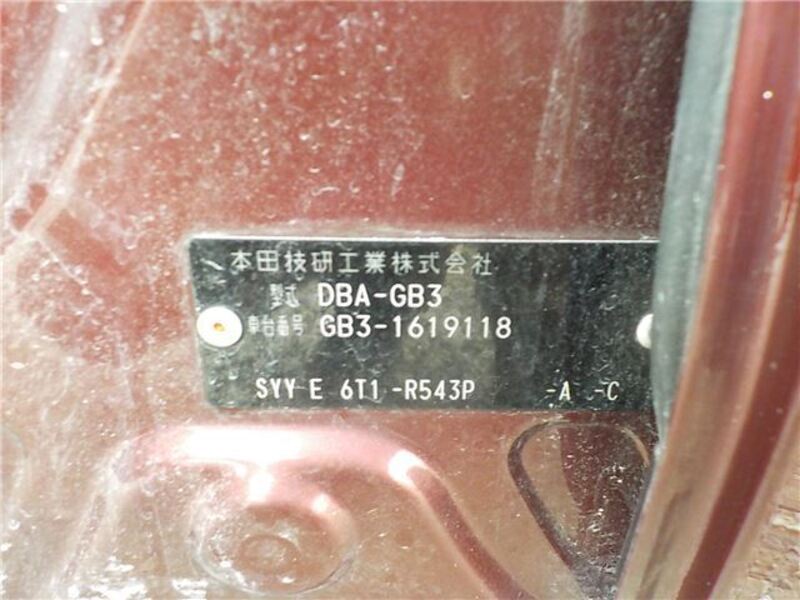 本田技研工業株式会社
型式 DBA-GB3
車台番号 GB3-1619118
SYY E 6T1 -R543P -A -C